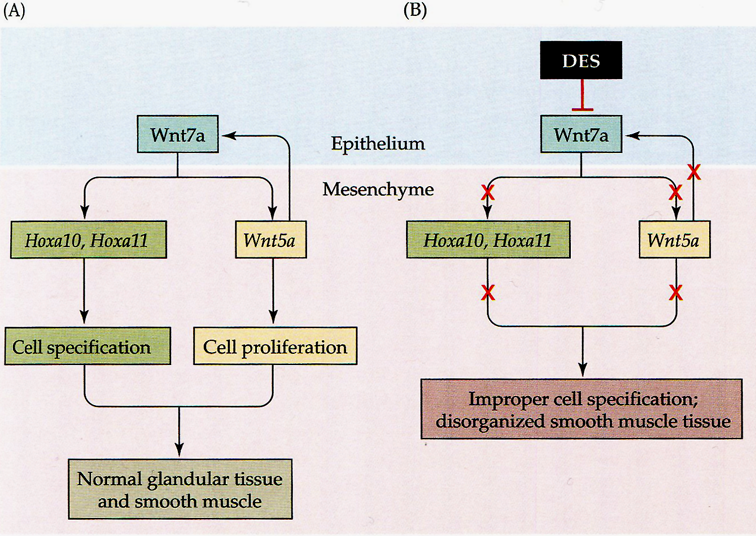 (A)
Wnt7a
Epithelium
Mesenchyme
Hoxa10, Hoxa11
Wnt5a
Cell specification
Cell proliferation
Normal glandular tissue
and smooth muscle
(B)
DES
Wnt7a
X
X
X
Hoxa10, Hoxa11
Wnt5a
X
X
Improper cell specification;
disorganized smooth muscle tissue